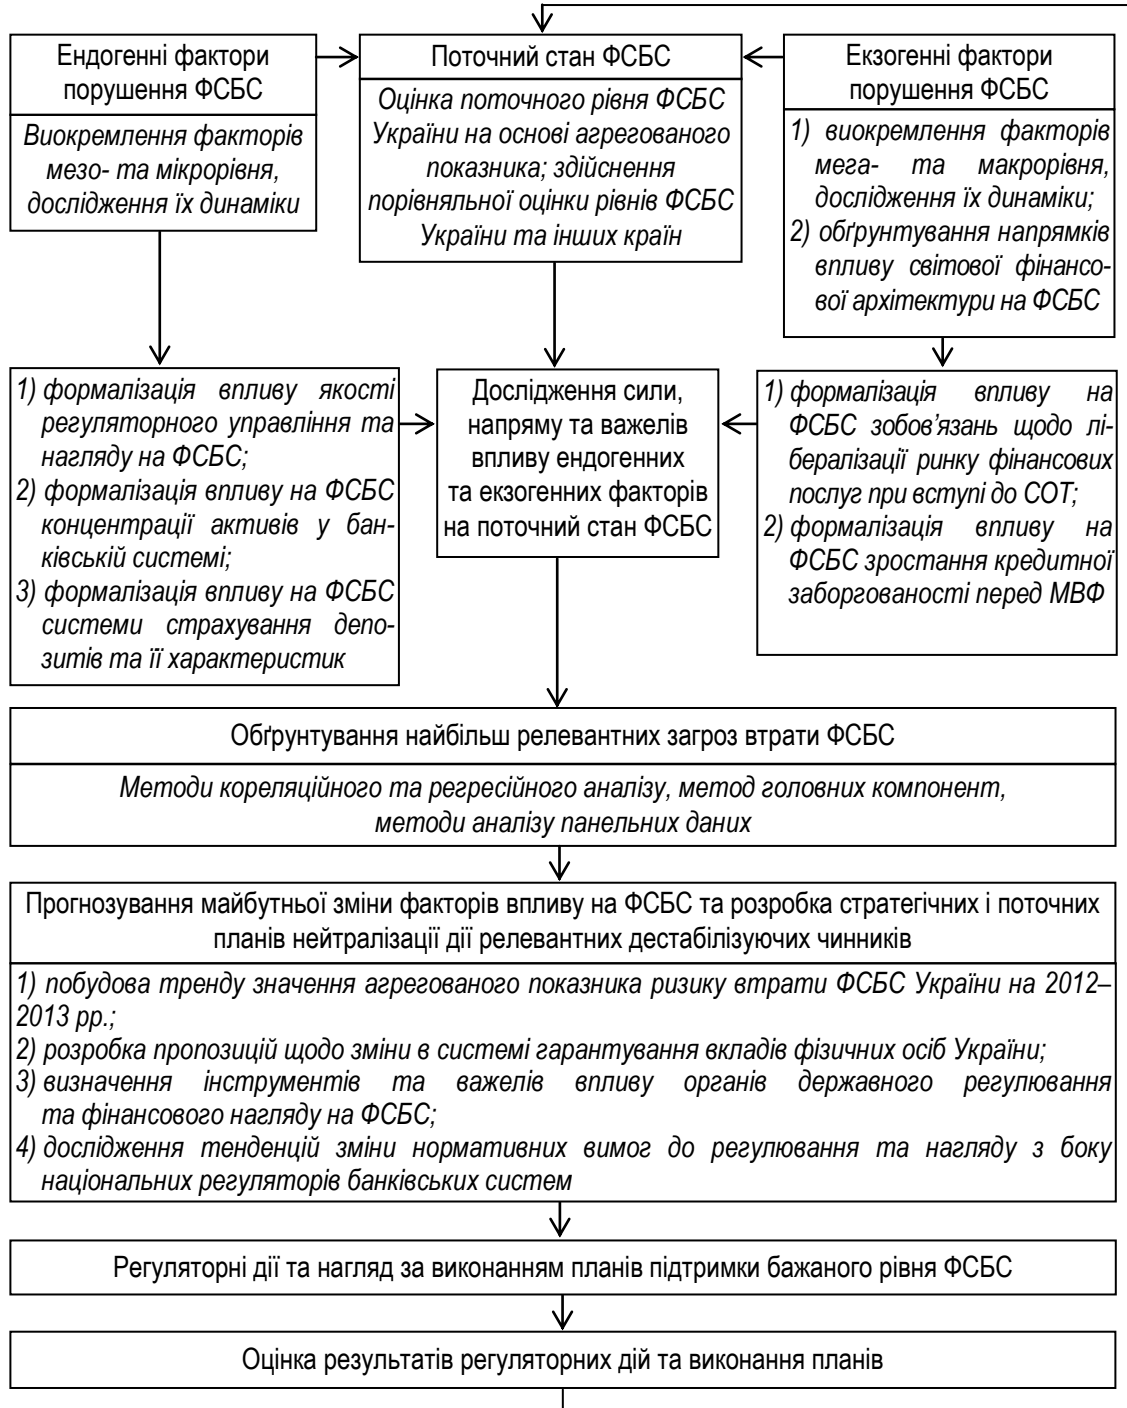 Ендогенні фактори
порушення ФСБС
Виокремлення факторів
мезо- та мікрорівня,
дослідження їх динаміки
Поточний стан ФСБС
Оцінка поточного рівня ФСБС
України на основі агрегованого
показника; здійснення
порівняльної оцінки рівнів ФСБС
України та інших країн
Екзогенні фактори
порушення ФСБС
1) виокремлення факторів
мега- та макрорівня,
дослідження їх динаміки;
2) обґрунтування напрямків
впливу світової фінансо-
вої архітектури на ФСБС
1) формалізація впливу якості
регуляторного управління та
нагляду на ФСБС;
2) формалізація впливу на ФСБС
концентрації активів у бан-
ківській системі;
3) формалізація впливу на ФСБС
системи страхування депо-
зитів та її характеристик
Дослідження сили,
напряму та важелів
впливу ендогенних
та екзогенних факторів
на поточний стан ФСБС
1) формалізація впливу на
ФСБС зобов’язань щодо лі-
бералізації ринку фінансових
послуг при вступі до СОТ;
2) формалізація впливу на
ФСБС зростання кредитної
заборгованості перед МВФ
Обґрунтування найбільш релевантних загроз втрати ФСБС
Методи кореляційного та регресійного аналізу, метод головних компонент,
методи аналізу панельних даних
Прогнозування майбутньої зміни факторів впливу на ФСБС та розробка стратегічних і поточних
планів нейтралізації дії релевантних дестабілізуючих чинників
1) побудова тренду значення агрегованого показника ризику втрати ФСБС України на 2012–
2013 рр.;
2) розробка пропозицій щодо зміни в системі гарантування вкладів фізичних осіб України;
3) визначення інструментів та важелів впливу органів державного регулювання
та фінансового нагляду на ФСБС;
4) дослідження тенденцій зміни нормативних вимог до регулювання та нагляду з боку
національних регуляторів банківських систем
Регуляторні дії та нагляд за виконанням планів підтримки бажаного рівня ФСБС
Оцінка результатів регуляторних дій та виконання планів